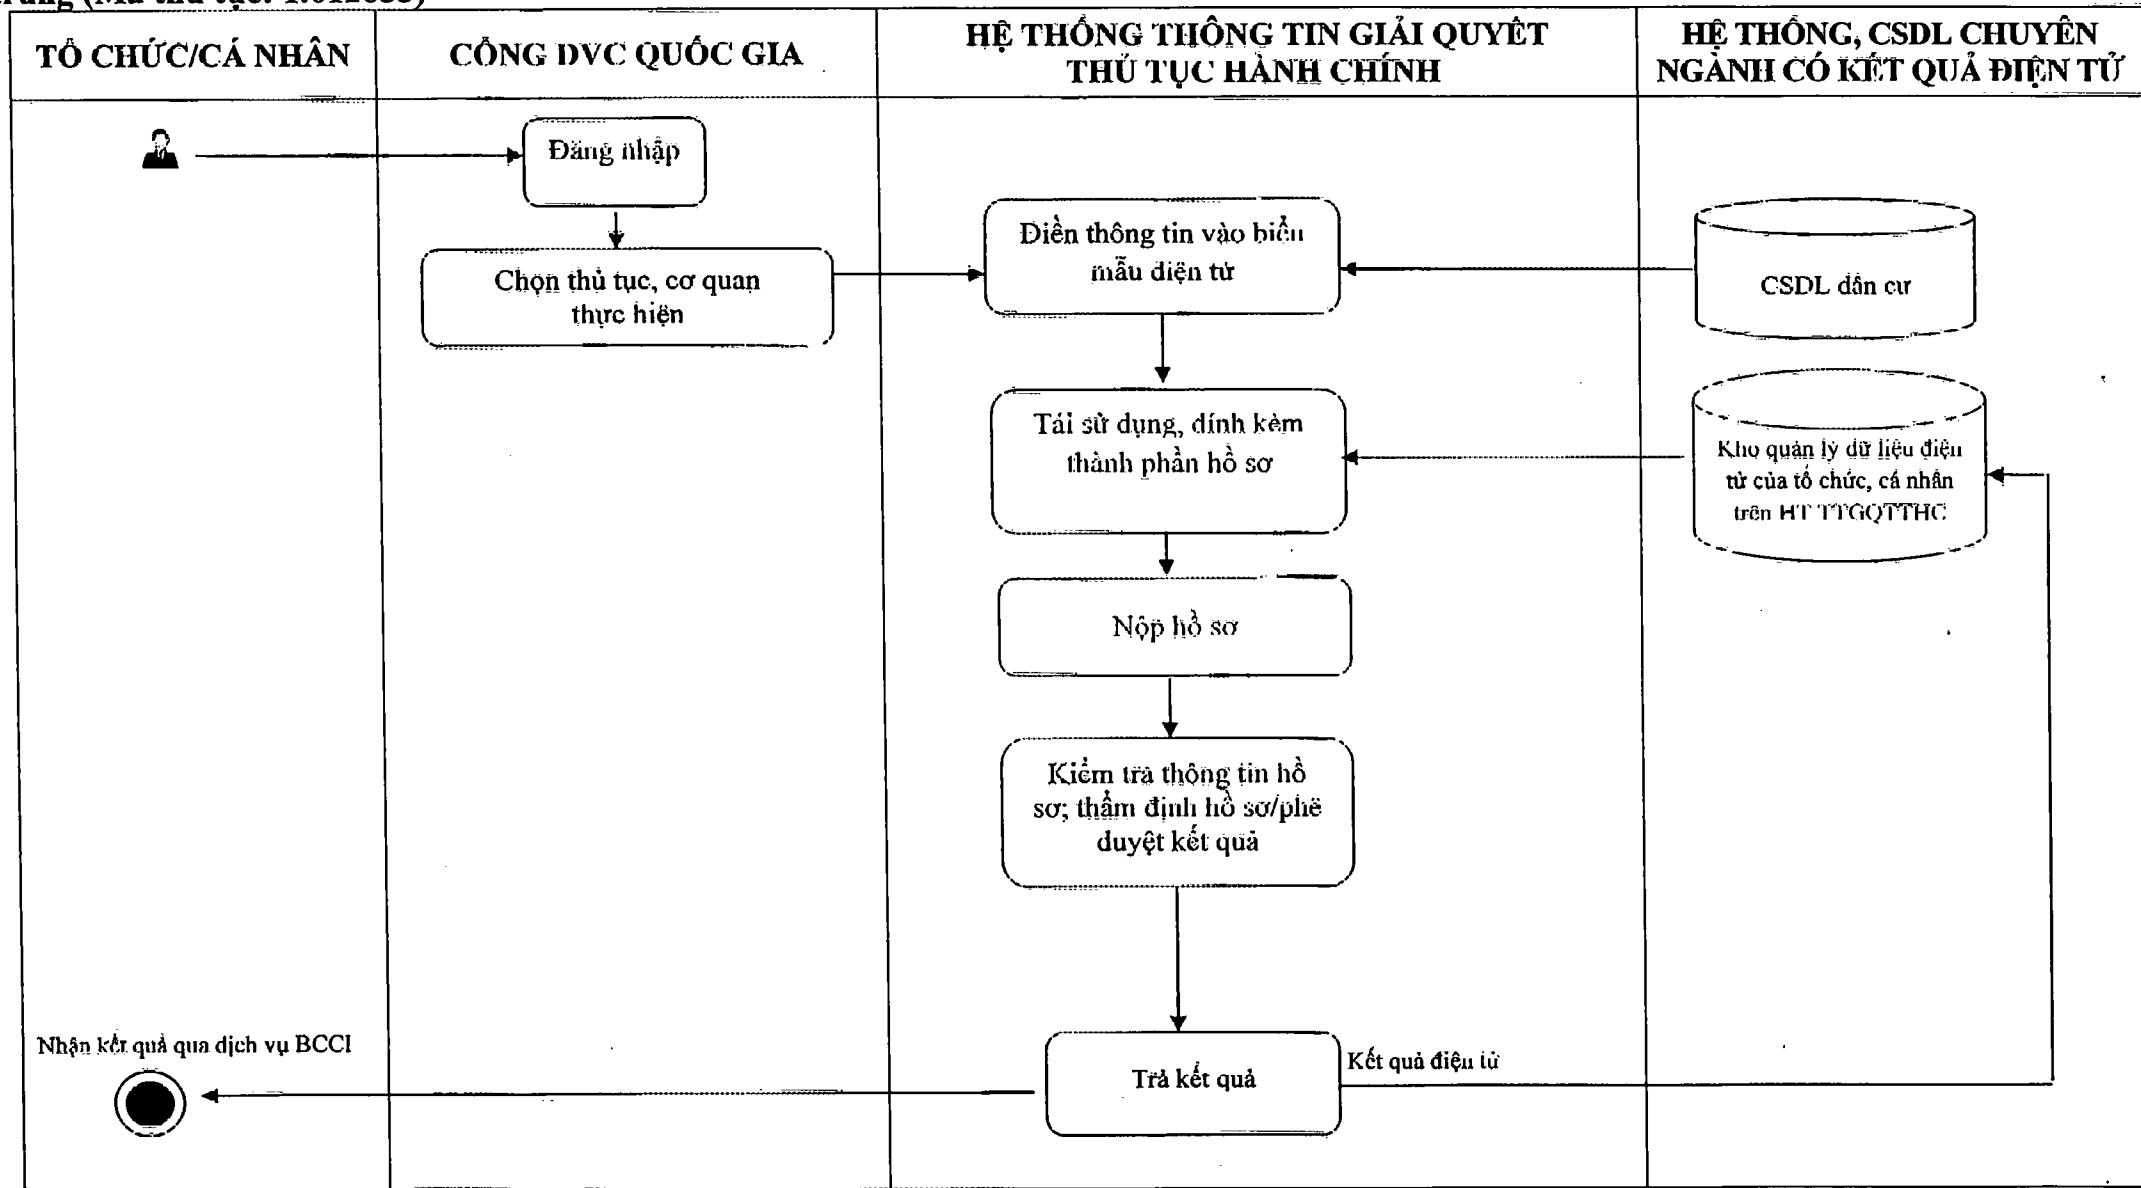 TỔ CHỨC/CÁ NHÂN
CỔNG DVC QUỐC GIA
HỆ THỐNG THÔNG TIN GIẢI QUYẾT
THỦ TỤC HÀNH CHÍNH
HỆ THỐNG, CSDL CHUYÊN
NGÀNH CÓ KẾT QUẢ ĐIỆN TỬ
Đăng nhập
Chọn thủ tục, cơ quan
thực hiện
Điền thông tin vào biểu
mẫu điện tử
CSDL dân cư
Tái sử dụng, đính kèm
thành phần hồ sơ
Kho quản lý dữ liệu điện
tử của tổ chức, cá nhân
trên HT TTGQTTHC
Nộp hồ sơ
Kiểm tra thông tin hồ
sơ; thẩm định hồ sơ/phê
duyệt kết quả
Nhận kết quả qua dịch vụ BCCI
Trả kết quả
Kết quả điện tử